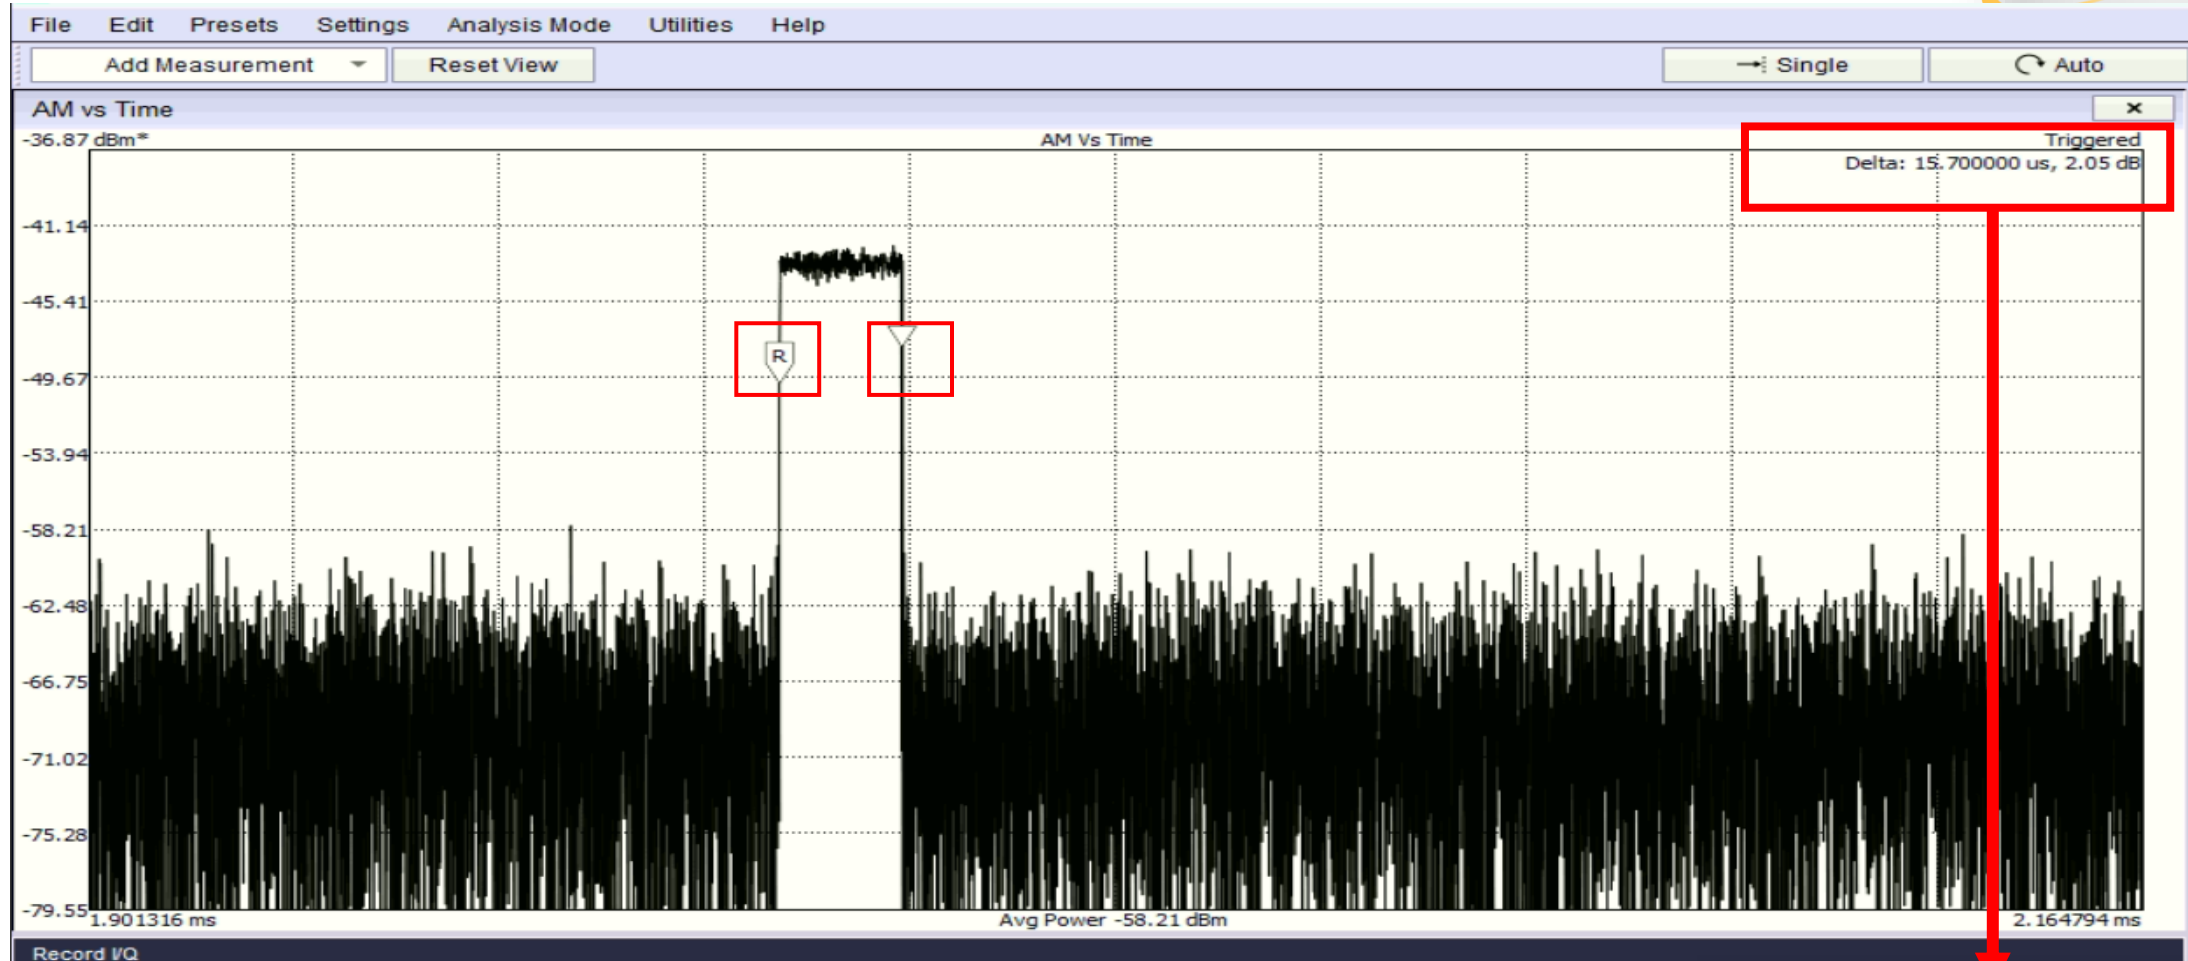 File Edit Presets Settings Analysis Mode Utilities Help
Add Measurement Reset View Single Auto
AM vs Time ×
-36.87 dBm* AM Vs Time Triggered
Delta: 15.700000 us, 2.05 dB
-41.14
-45.41
R
-49.67
-53.94
-58.21
-62.48
-66.75
-71.02
-75.28
-79.55
1.901316 ms Avg Power -58.21 dBm 2.164794 ms
Record I/Q